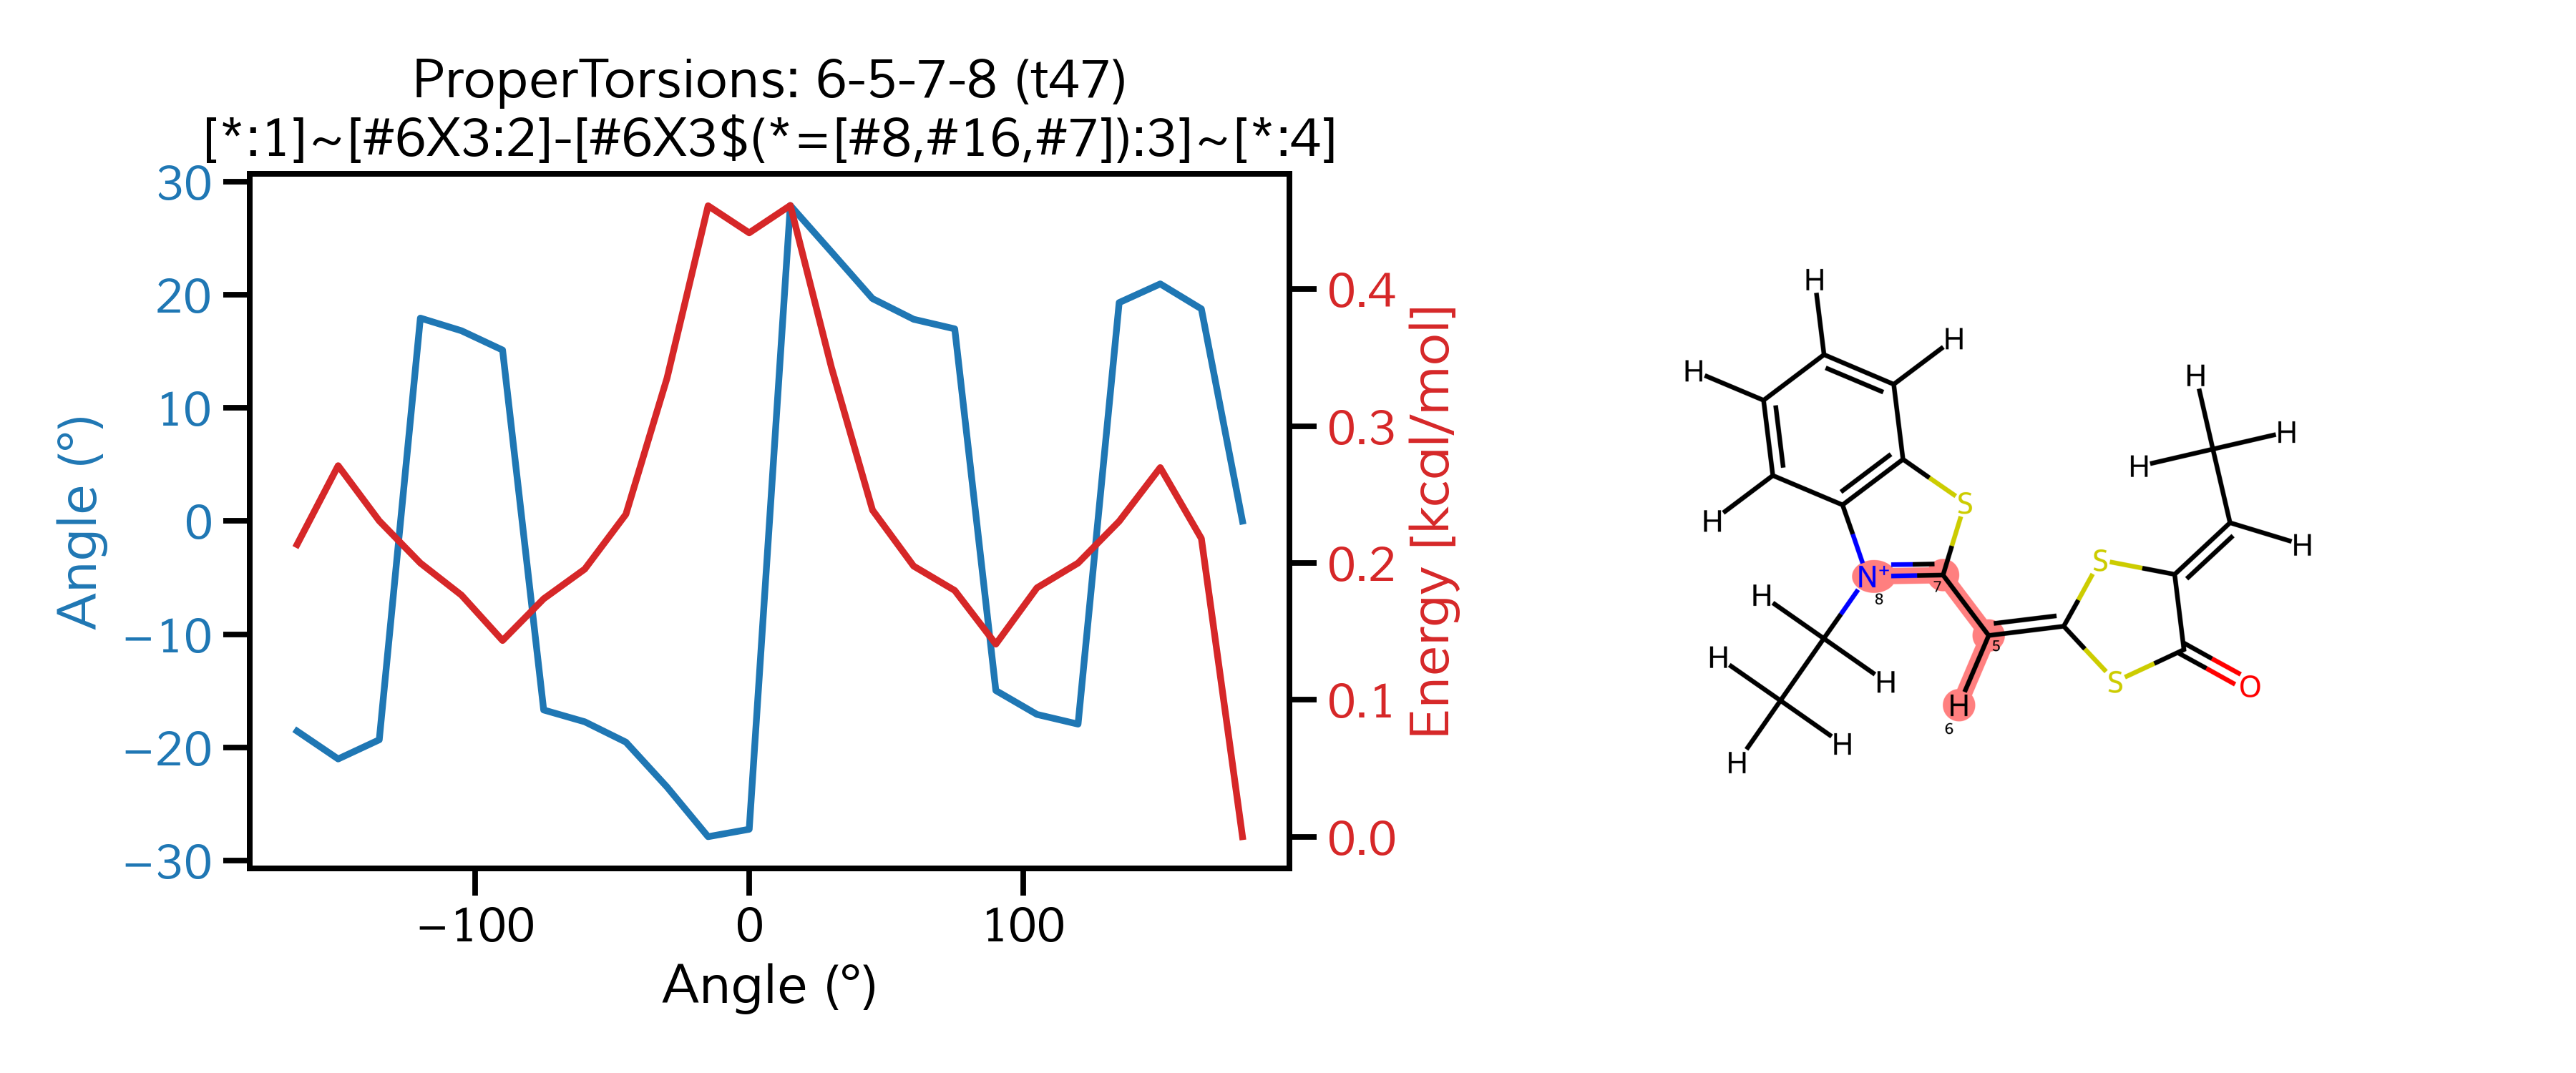 ProperTorsions: 6-5-7-8 (t47)
[*:1]~[#6X3:2]-[#6X3$(*=[#8,#16,#7]):3]~[*:4]
30
20
10
0
−10
−20
−30
Angle (°)
−100
0
100
Angle (°)
0.4
0.3
0.2
0.1
0.0
Energy [kcal/mol]
H
H
H
H
H
H
H
S
H
H
S
N+
8
7
H
5
H
H
S
O
H
6
H
H